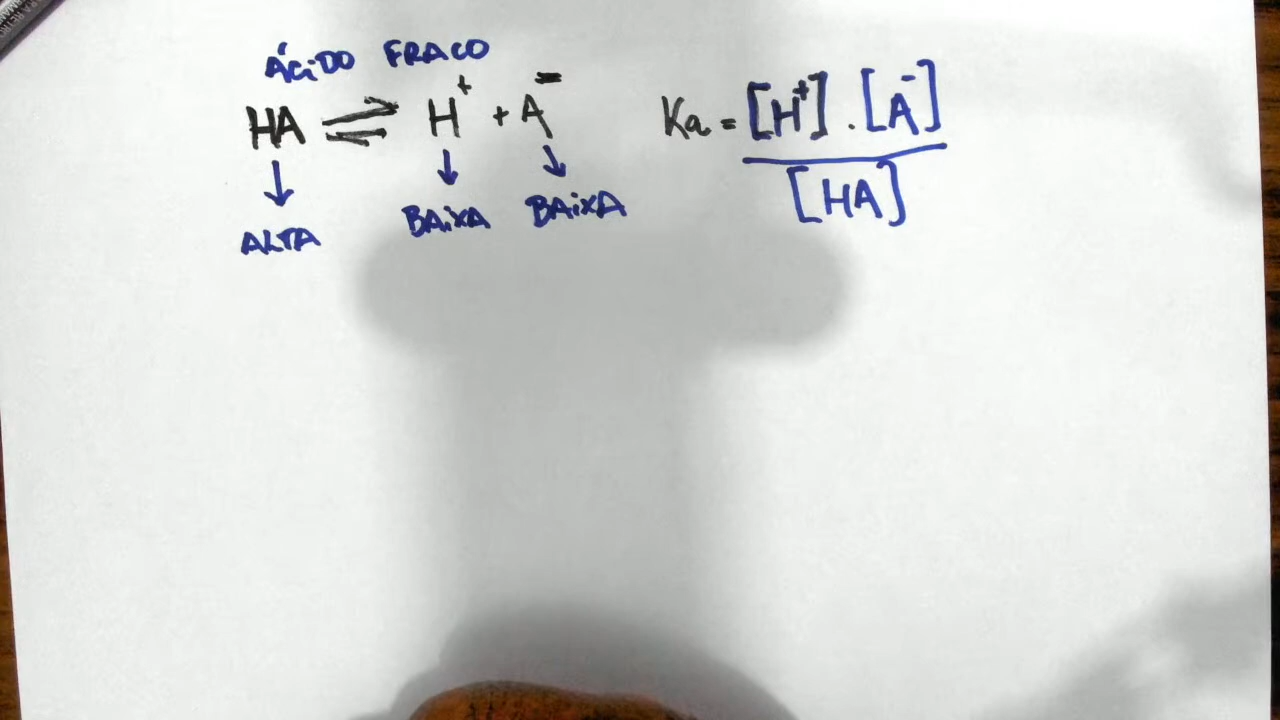 ÁCIDO FRACO
HA ⇌ H⁺ + A⁻
Ka = [H⁺] . [A⁻]
[HA]
ALTA BAIXA BAIXA